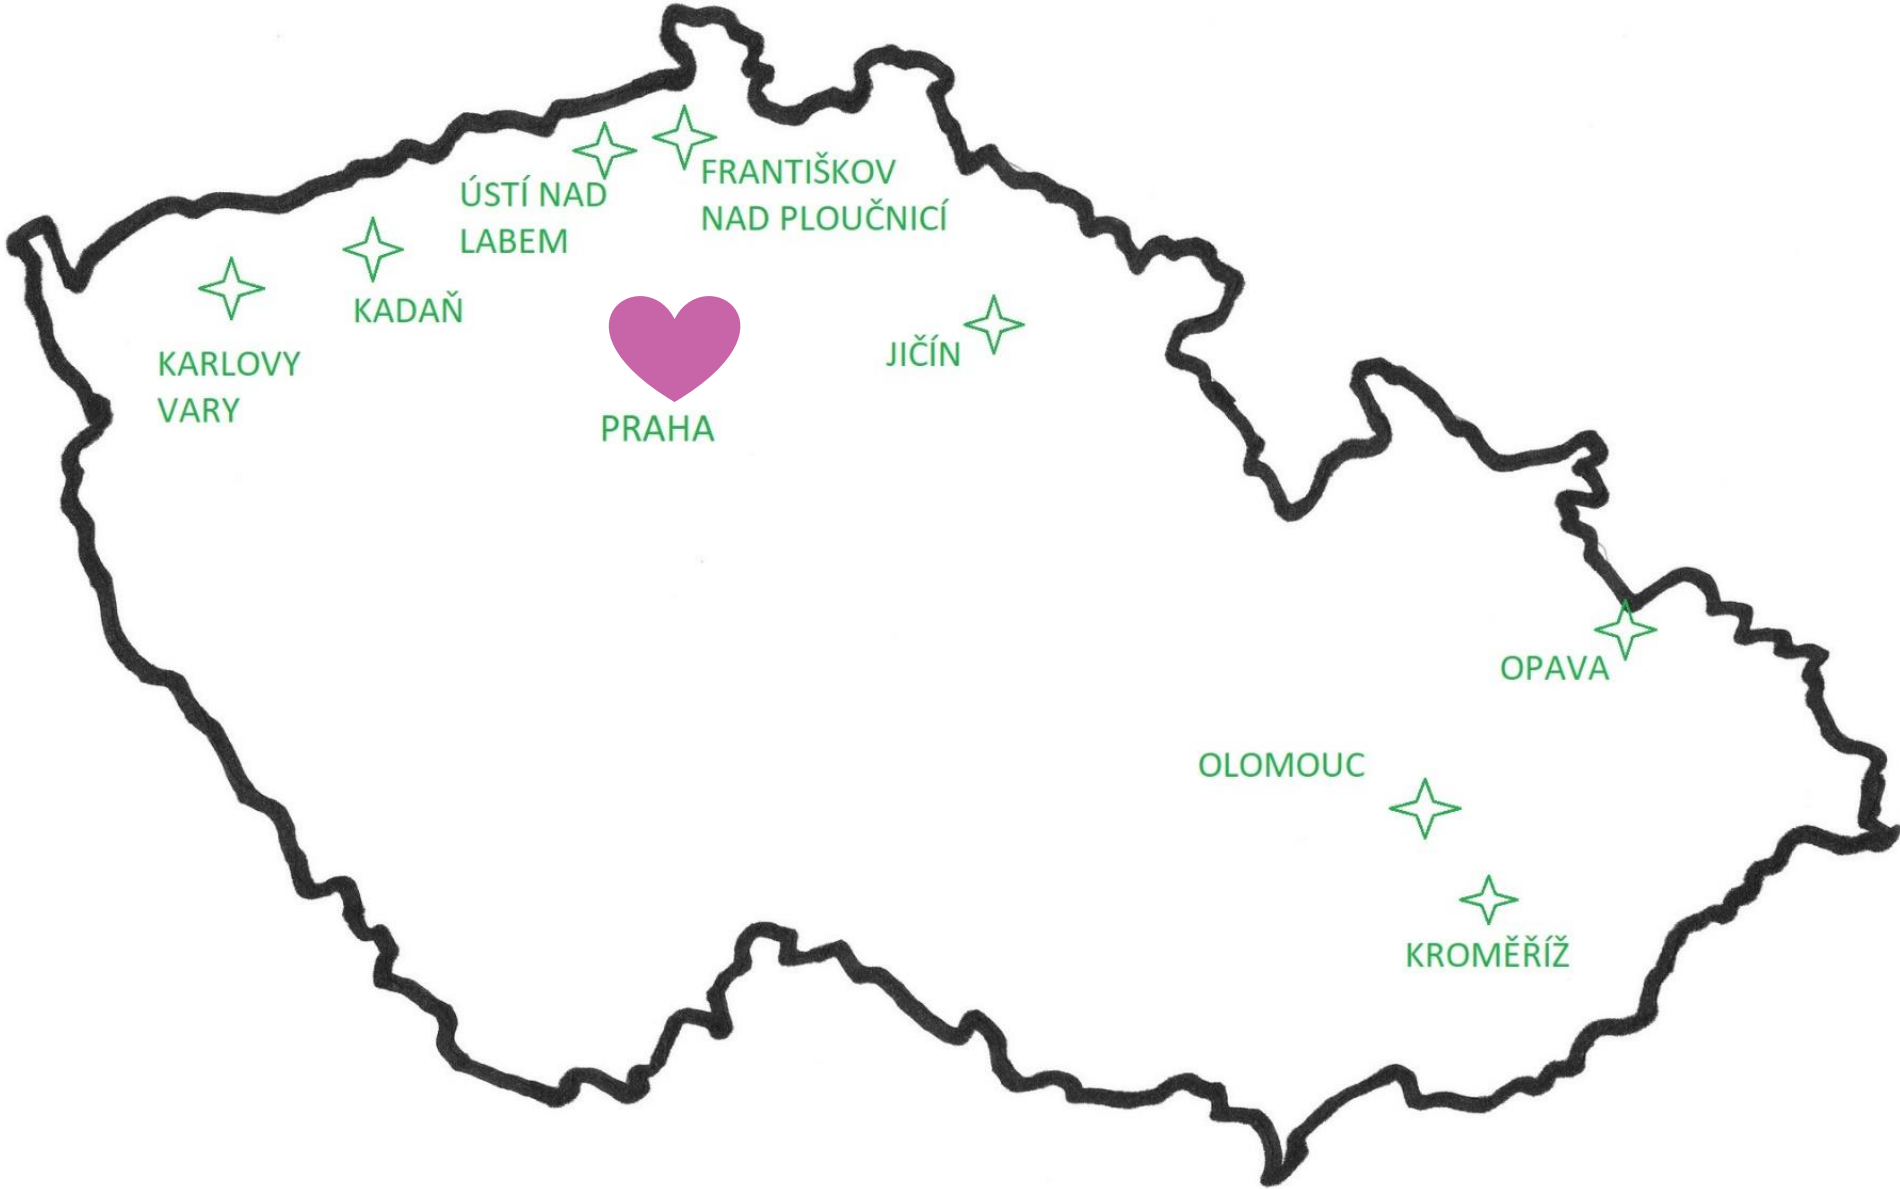 FRANTIŠKOV
NAD PLOUČNICÍ
ÚSTÍ NAD
LABEM
KADAŇ
KARLOVY
VARY
PRAHA
JIČÍN
OPAVA
OLOMOUC
KROMĚŘÍŽ